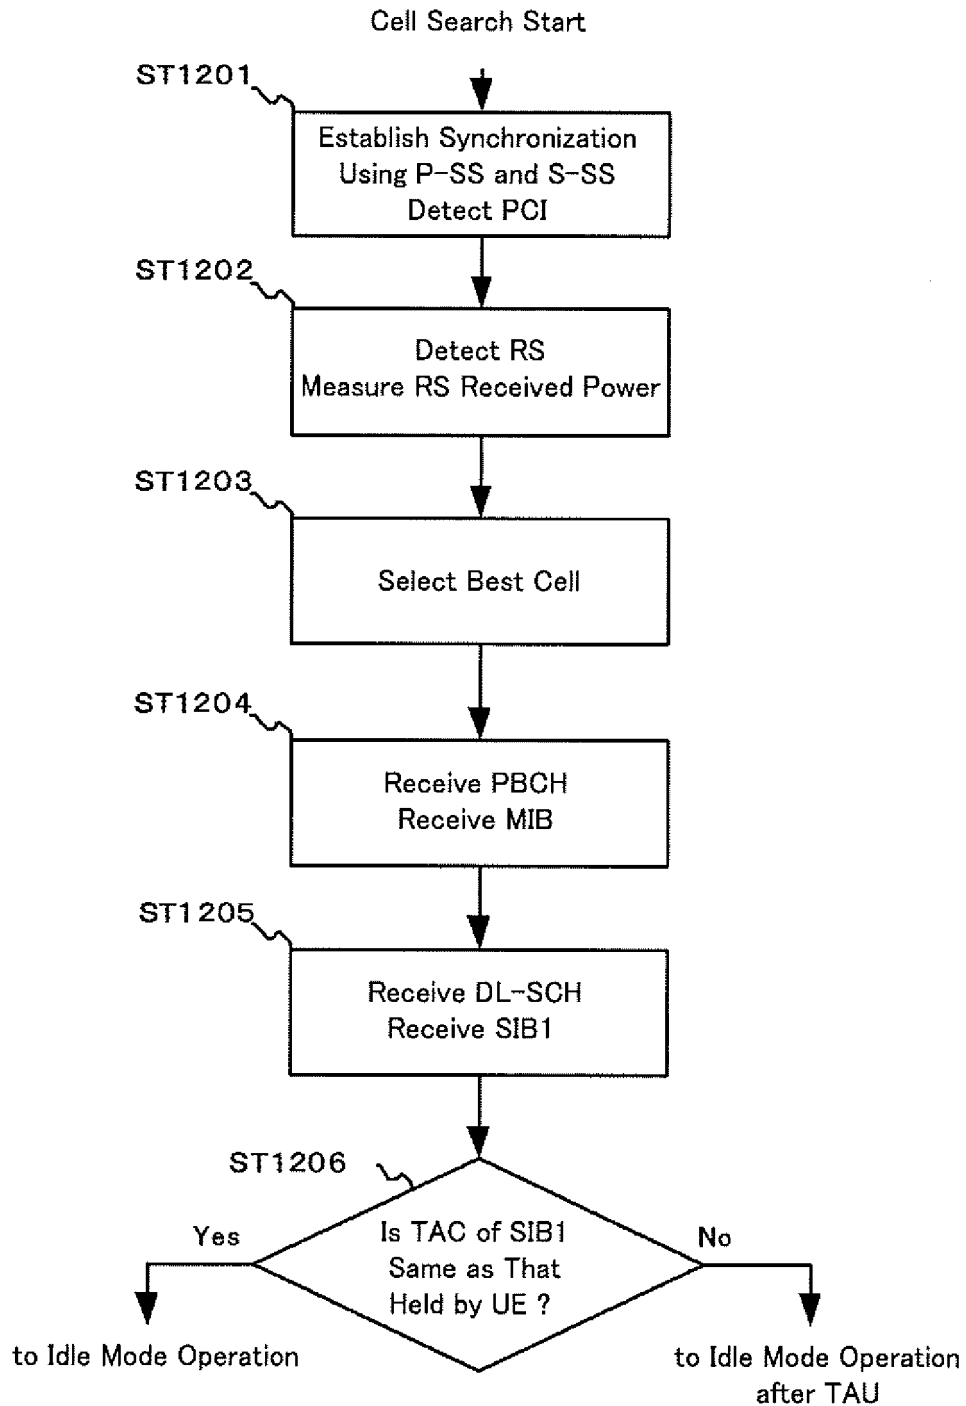 Cell Search Start
ST1201
Establish Synchronization
Using P-SS and S-SS
Detect PCI
ST1202
Detect RS
Measure RS Received Power
ST1203
Select Best Cell
ST1204
Receive PBCH
Receive MIB
ST1205
Receive DL-SCH
Receive SIB1
ST1206
Is TAC of SIB1
Same as That
Held by UE ?
Yes
No
to Idle Mode Operation
to Idle Mode Operation
after TAU